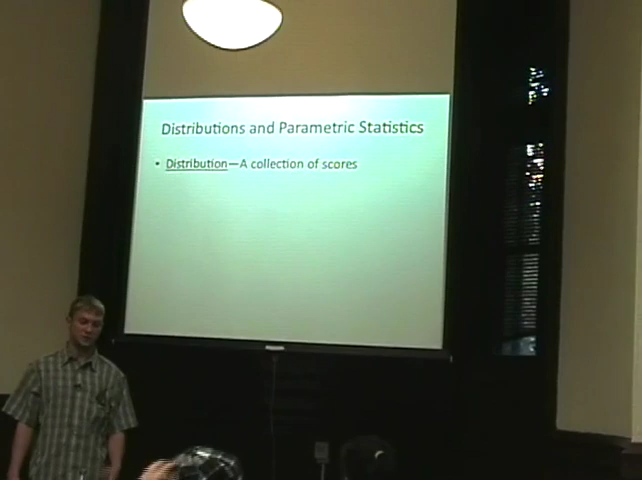 Distributions and Parametric Statistics
• Distribution—A collection of scores